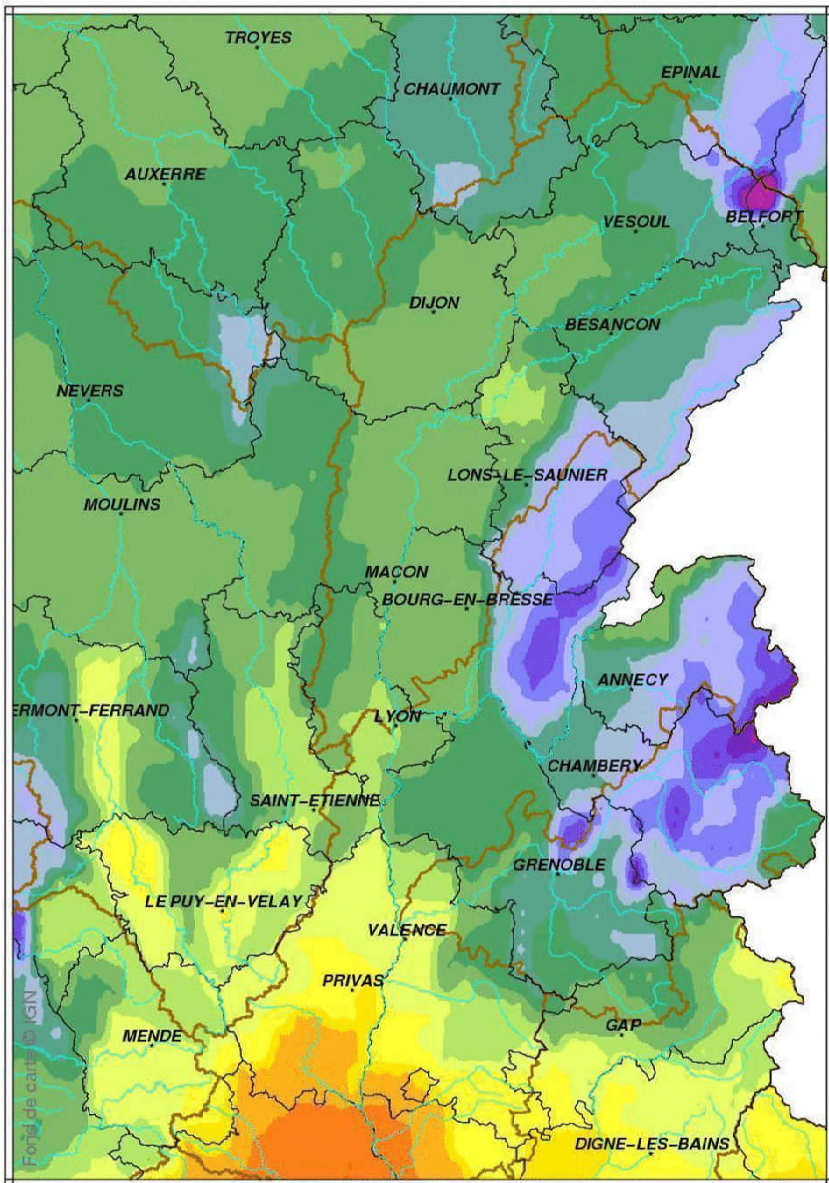 TROYES
EPINAL
CHAUMONT
AUXERRE
BELFORT
VESOUL
DIJON
BESANCON
NEVERS
LONS-LE-SAUNIER
MOULINS
MACON
BOURG-EN-BRESSE
ANNECY
ERMONT-FERRAND
LYON
CHAMBERY
SAINT-ETIENNE
GRENOBLE
LE PUY-EN-VELAY
VALENCE
PRIVAS
GAP
MENDE
DIGNE-LES-BAINS
Fond de carte © IGN